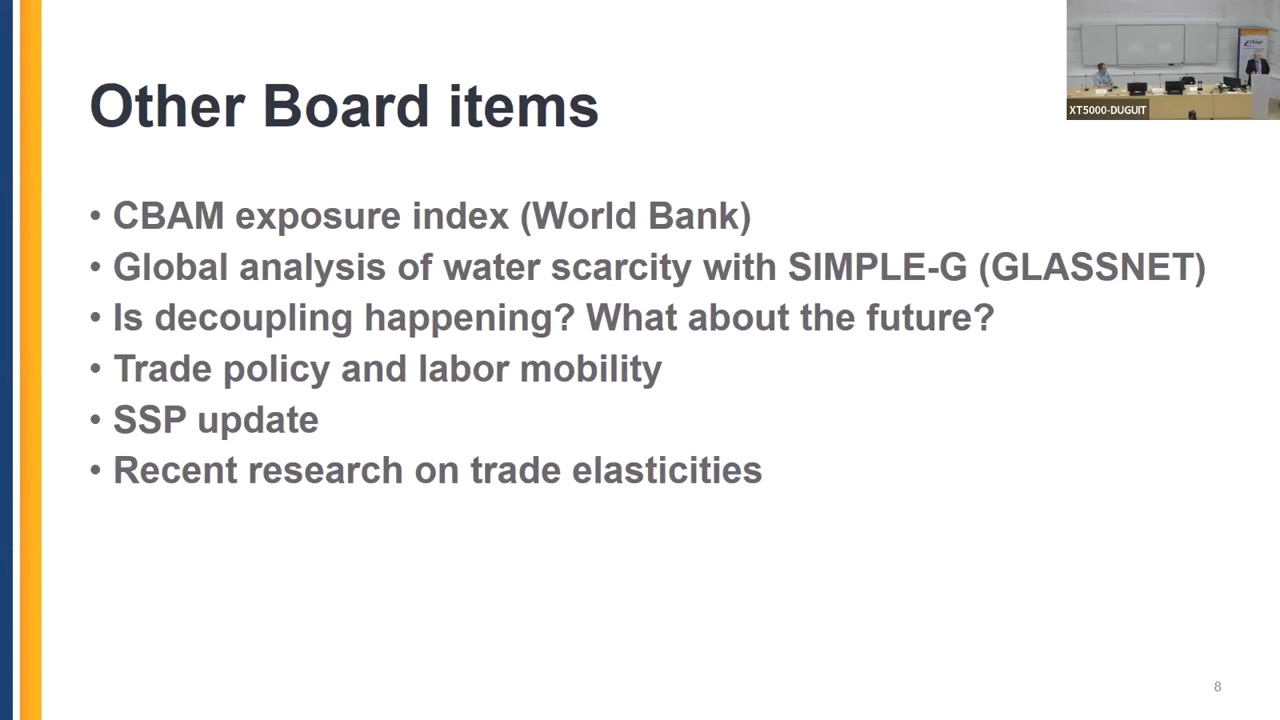 Other Board items
XT5000-DUGUIT
• CBAM exposure index (World Bank)
• Global analysis of water scarcity with SIMPLE-G (GLASSNET)
• Is decoupling happening? What about the future?
• Trade policy and labor mobility
• SSP update
• Recent research on trade elasticities
8